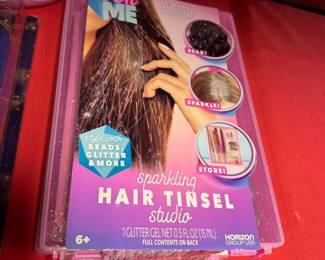 ME
BEAD!
SPARKLE!
STORE!
style with
BEADS,
GLITTER
& MORE
sparkling
HAIR TINSEL
studio
1 GLITTER GEL NET 0.5 FL OZ (15 mL)
FULL CONTENTS ON BACK
6+
HORIZON
GROUP USA